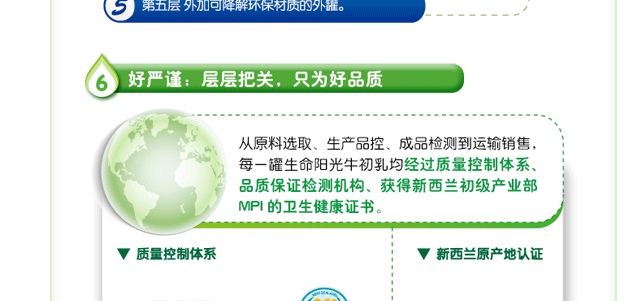 5 第五层 外加可降解环保材质的外罐。
6 好严谨：层层把关，只为好品质
从原料选取、生产品控、成品检测到运输销售，
每一罐生命阳光牛初乳均经过质量控制体系、
品质保证检测机构、获得新西兰初级产业部
MPI 的卫生健康证书。
▼ 质量控制体系
▼ 新西兰原产地认证